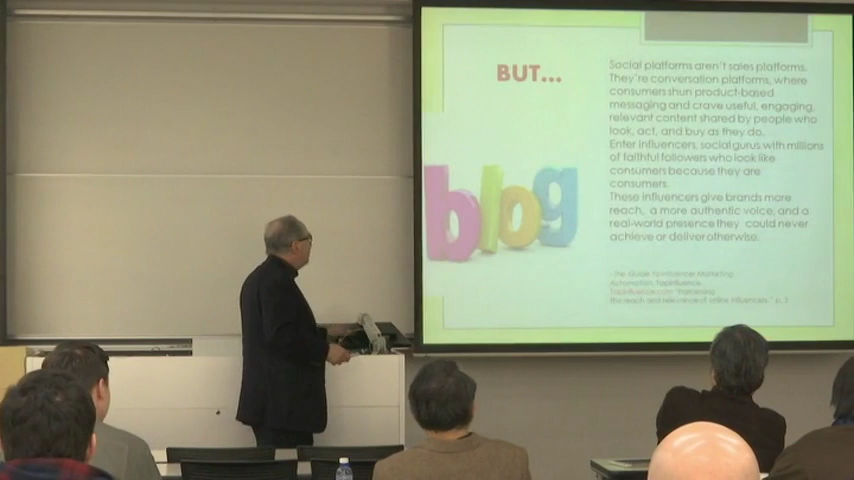 BUT...
Social platforms aren't sales platforms.
They're conversation platforms, where
consumers shun product-based
messaging and crave useful, engaging,
relevant content shared by people who
look, act, and buy as they do.
Enter influencers, social gurus with millions
of faithful followers who look like
consumers because they are
consumers.
These influencers give brands more
reach, a more authentic voice, and a
real-world presence they could never
achieve or deliver otherwise.
blog
- The Guide to Influencer Marketing
Automation, Tapinfluence.
Tapinfluence.com "Harnessing
the reach and relevance of online influencers." p. 3